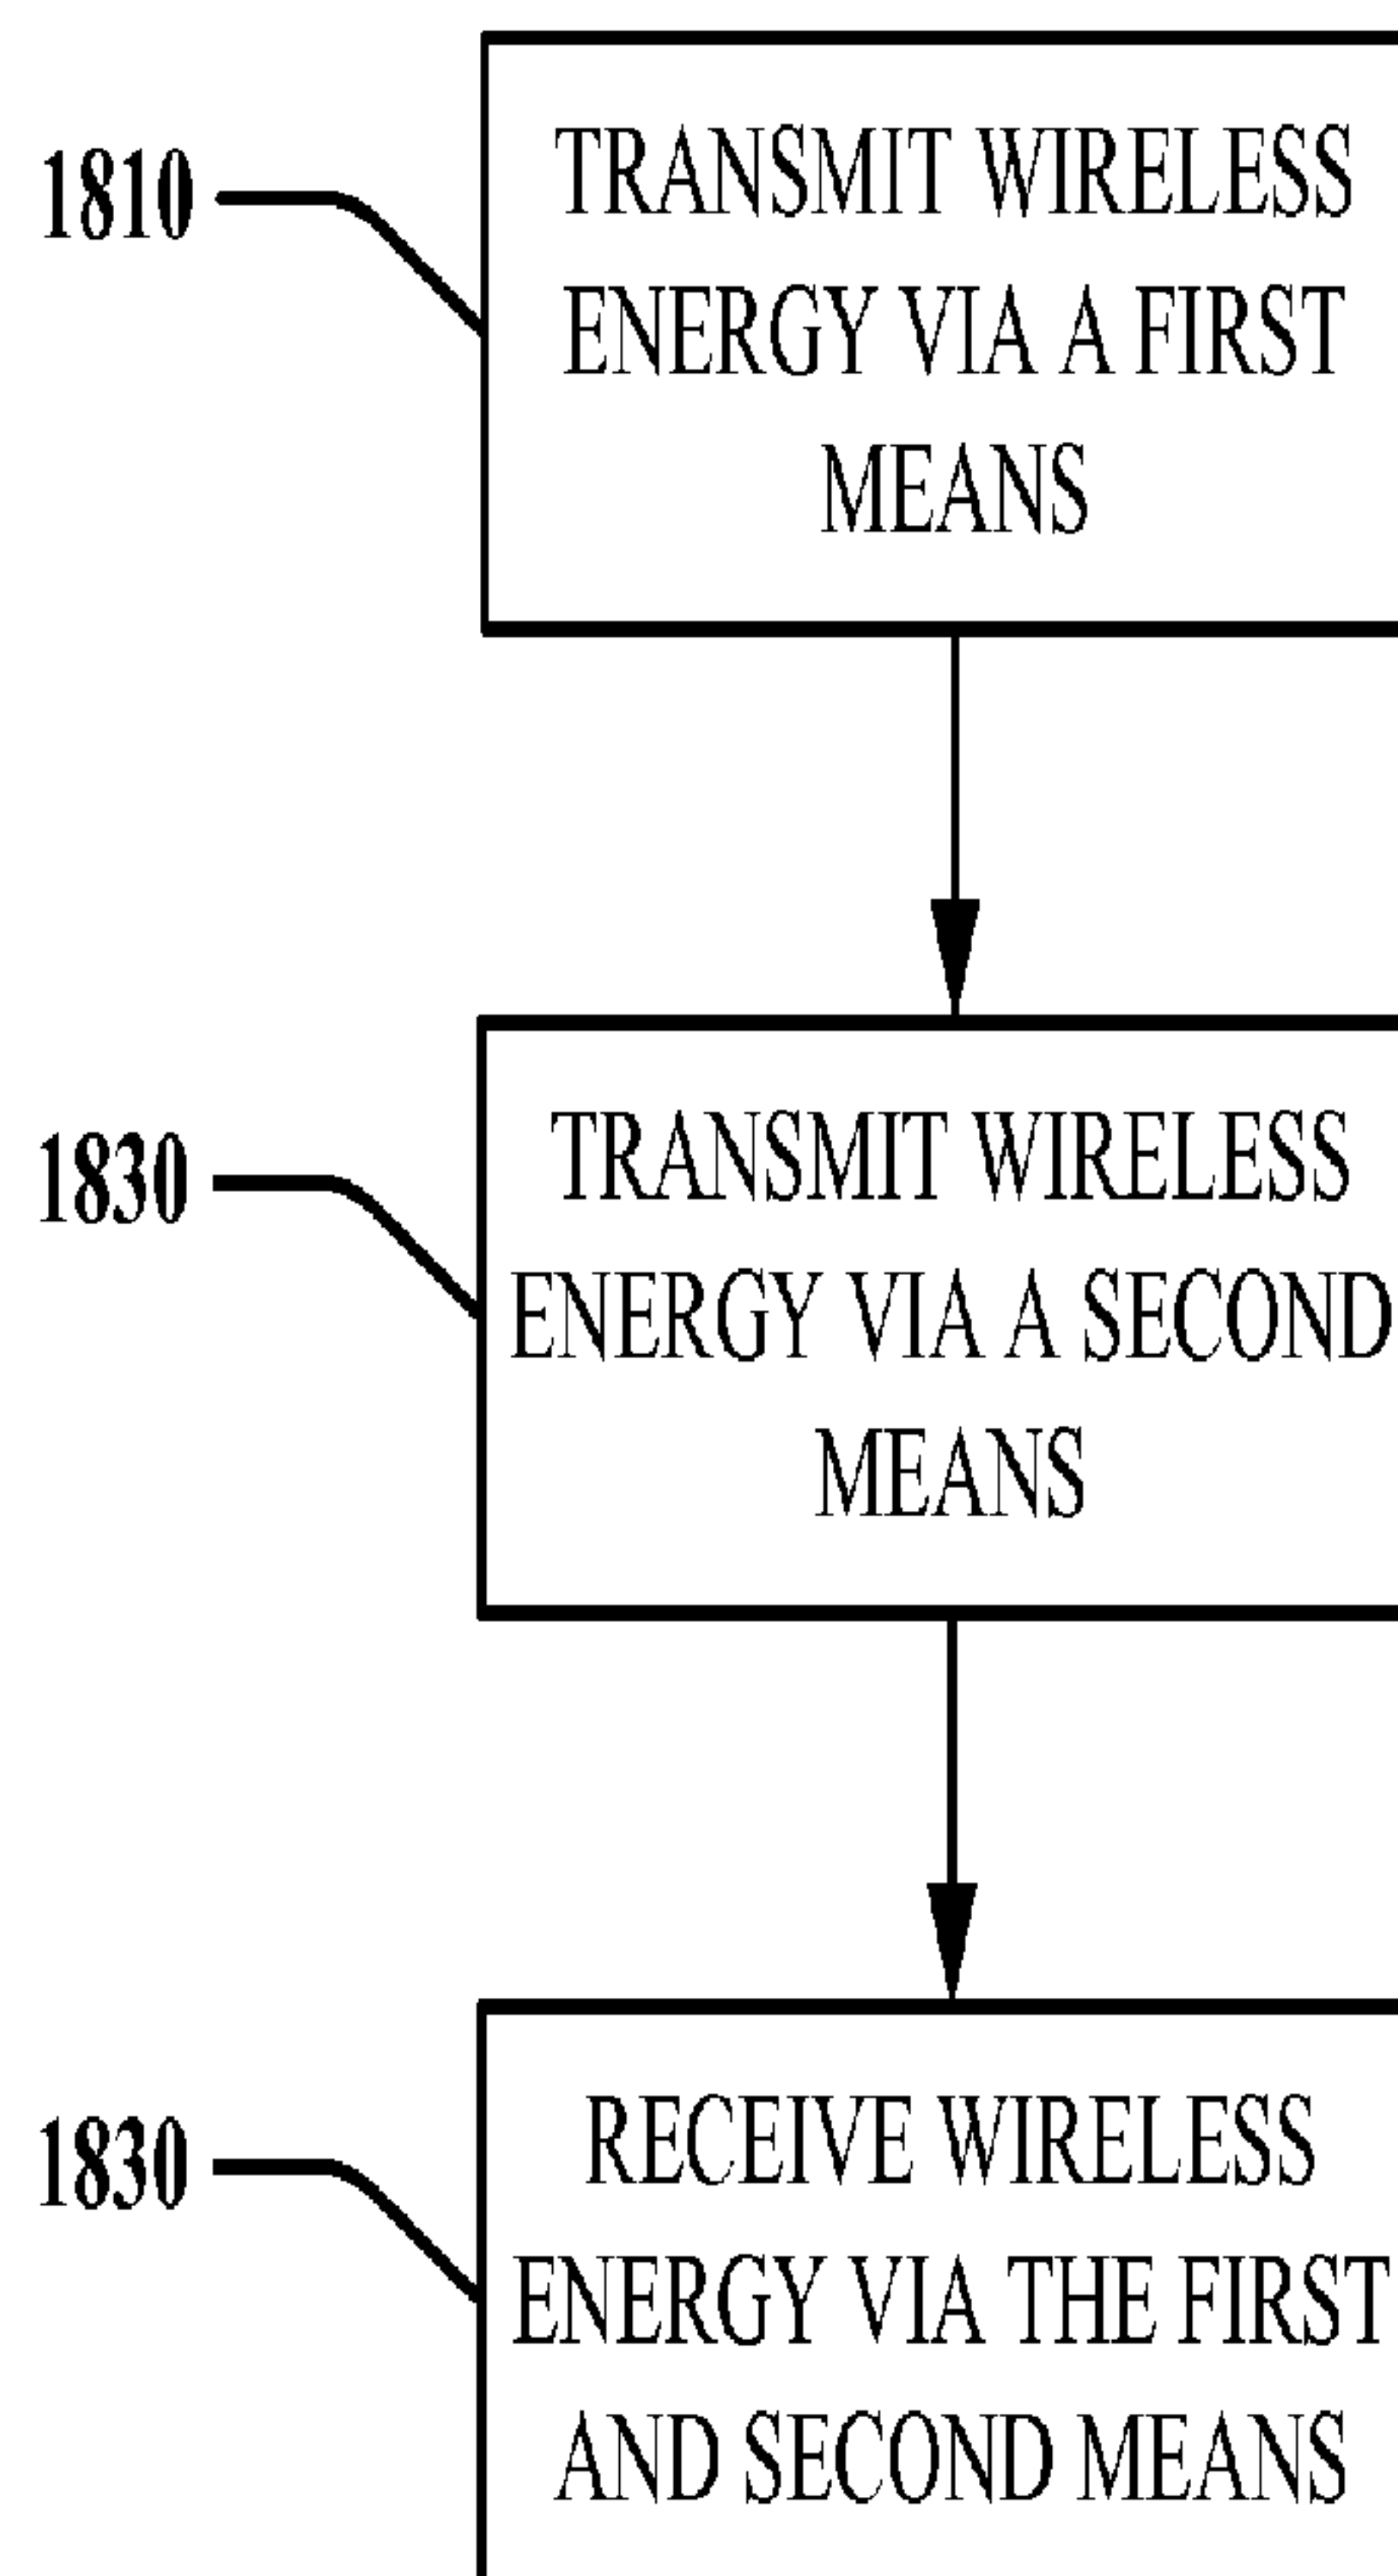 1810
TRANSMIT WIRELESS
ENERGY VIA A FIRST
MEANS
1830
TRANSMIT WIRELESS
ENERGY VIA A SECOND
MEANS
1830
RECEIVE WIRELESS
ENERGY VIA THE FIRST
AND SECOND MEANS